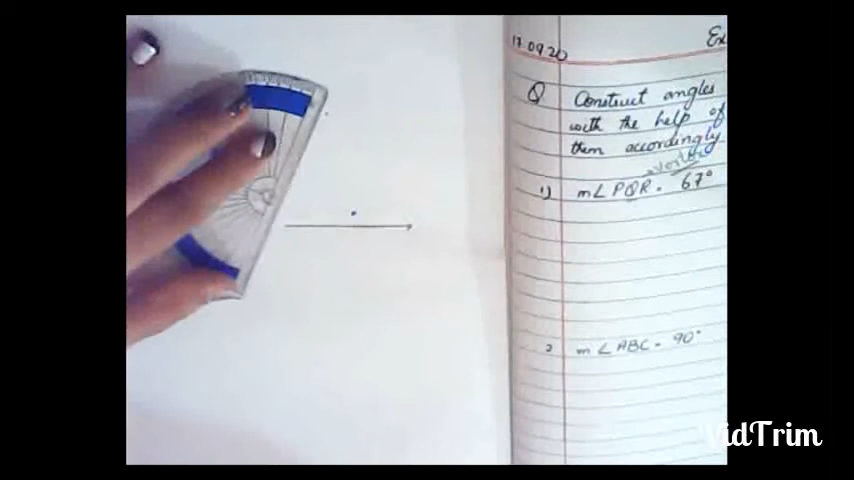 17 09 20
Ex
Q Construct angles
with the help of
them accordingly
vertex
1) m∠PQR = 67°
2 m∠ABC = 90°
VidTrim